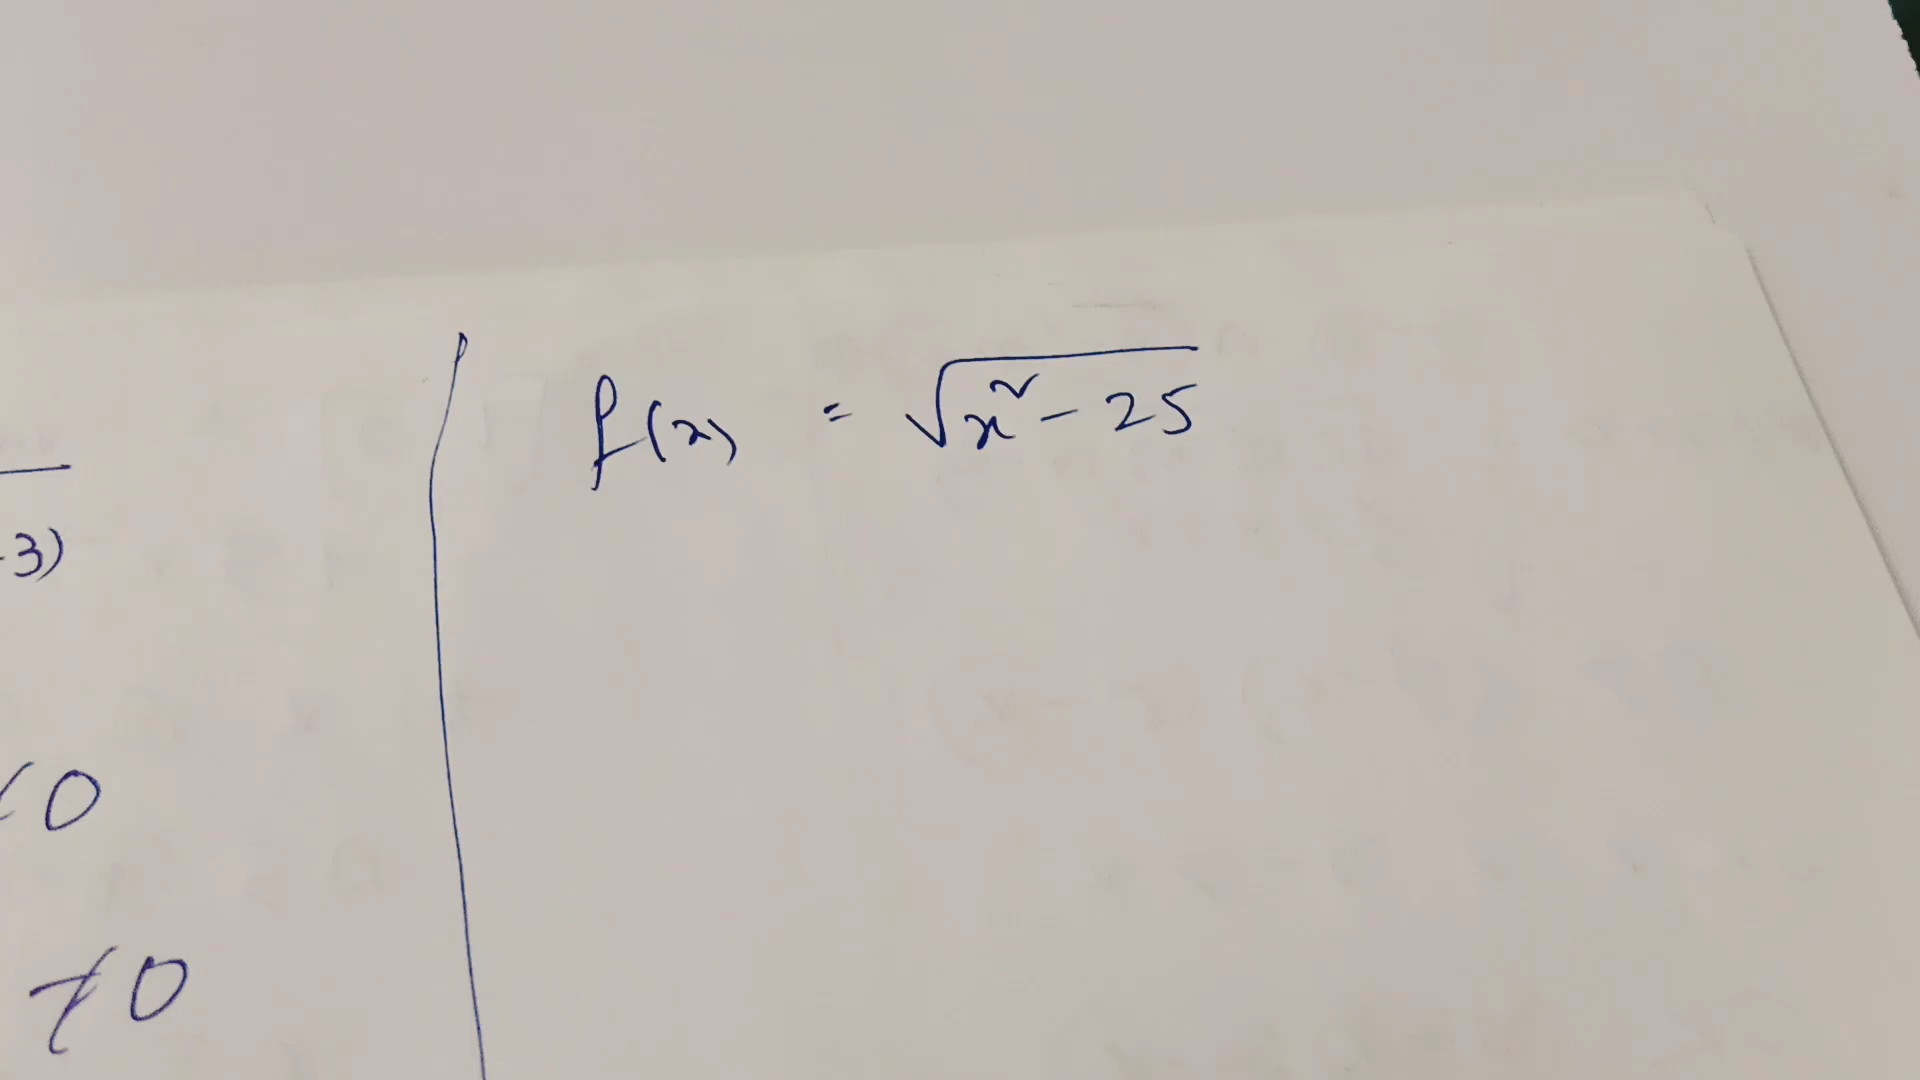 f(x) = √(x² - 25)
-3)
≠ 0
≠ 0